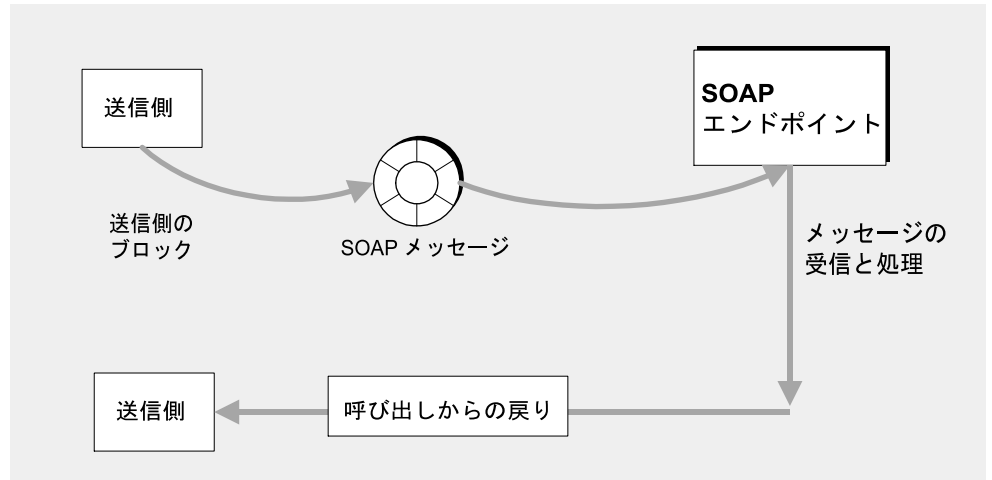 送信側
SOAP
エンドポイント
送信側の
ブロック
SOAP メッセージ
メッセージの
受信と処理
送信側
呼び出しからの戻り